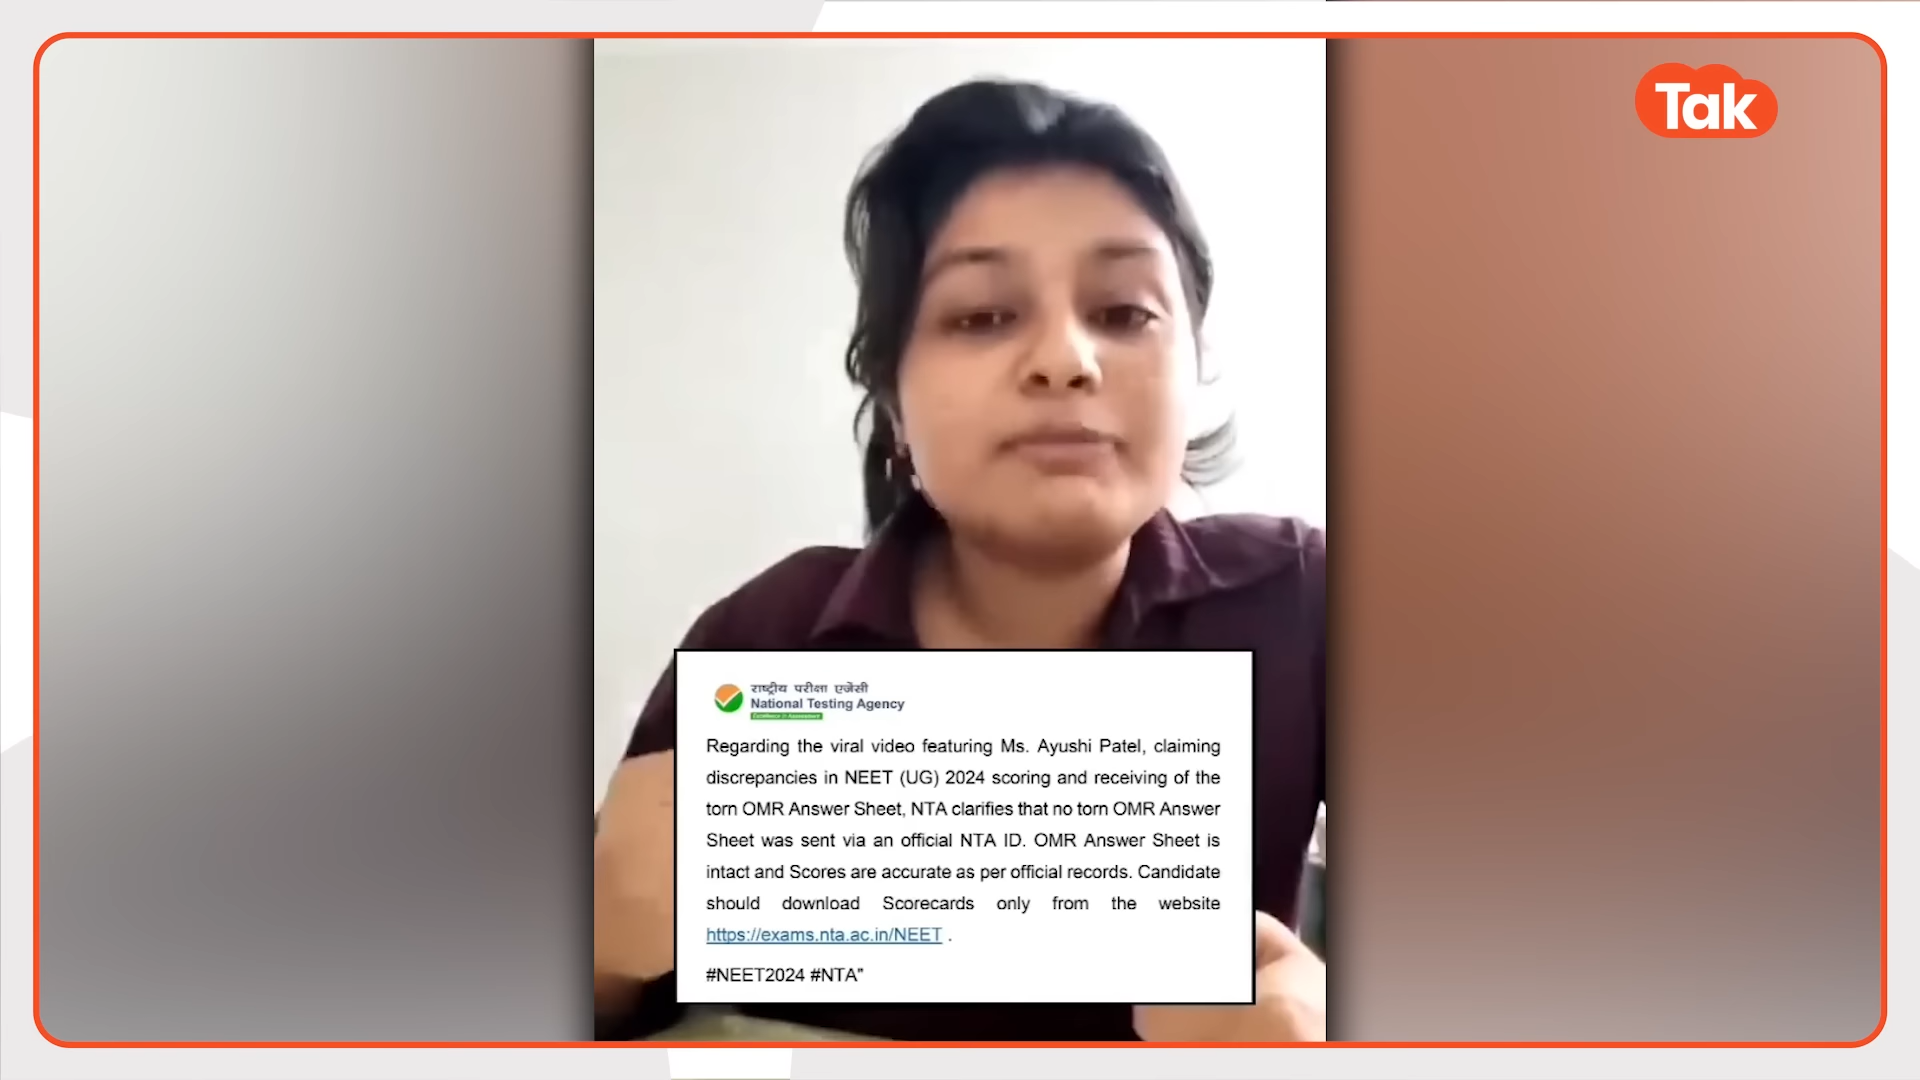 Tak
राष्ट्रीय परीक्षा एजेंसी
National Testing Agency
Excellence in Assessment
Regarding the viral video featuring Ms. Ayushi Patel, claiming
discrepancies in NEET (UG) 2024 scoring and receiving of the
torn OMR Answer Sheet, NTA clarifies that no torn OMR Answer
Sheet was sent via an official NTA ID. OMR Answer Sheet is
intact and Scores are accurate as per official records. Candidate
should download Scorecards only from the website
https://exams.nta.ac.in/NEET .
#NEET2024 #NTA"